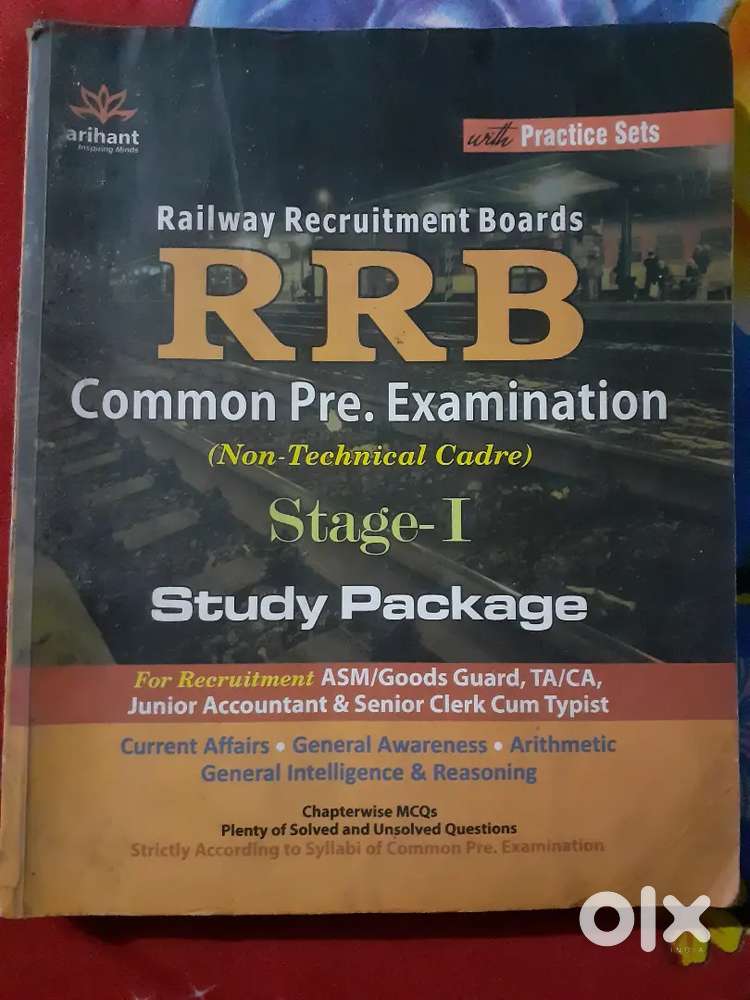 arihant
Inspiring Minds
with Practice Sets
Railway Recruitment Boards
RRB
Common Pre. Examination
(Non-Technical Cadre)
Stage-I
Study Package
For Recruitment ASM/Goods Guard, TA/CA,
Junior Accountant & Senior Clerk Cum Typist
Current Affairs • General Awareness • Arithmetic
General Intelligence & Reasoning
Chapterwise MCQs
Plenty of Solved and Unsolved Questions
Strictly According to Syllabi of Common Pre. Examination
olx
INDIA